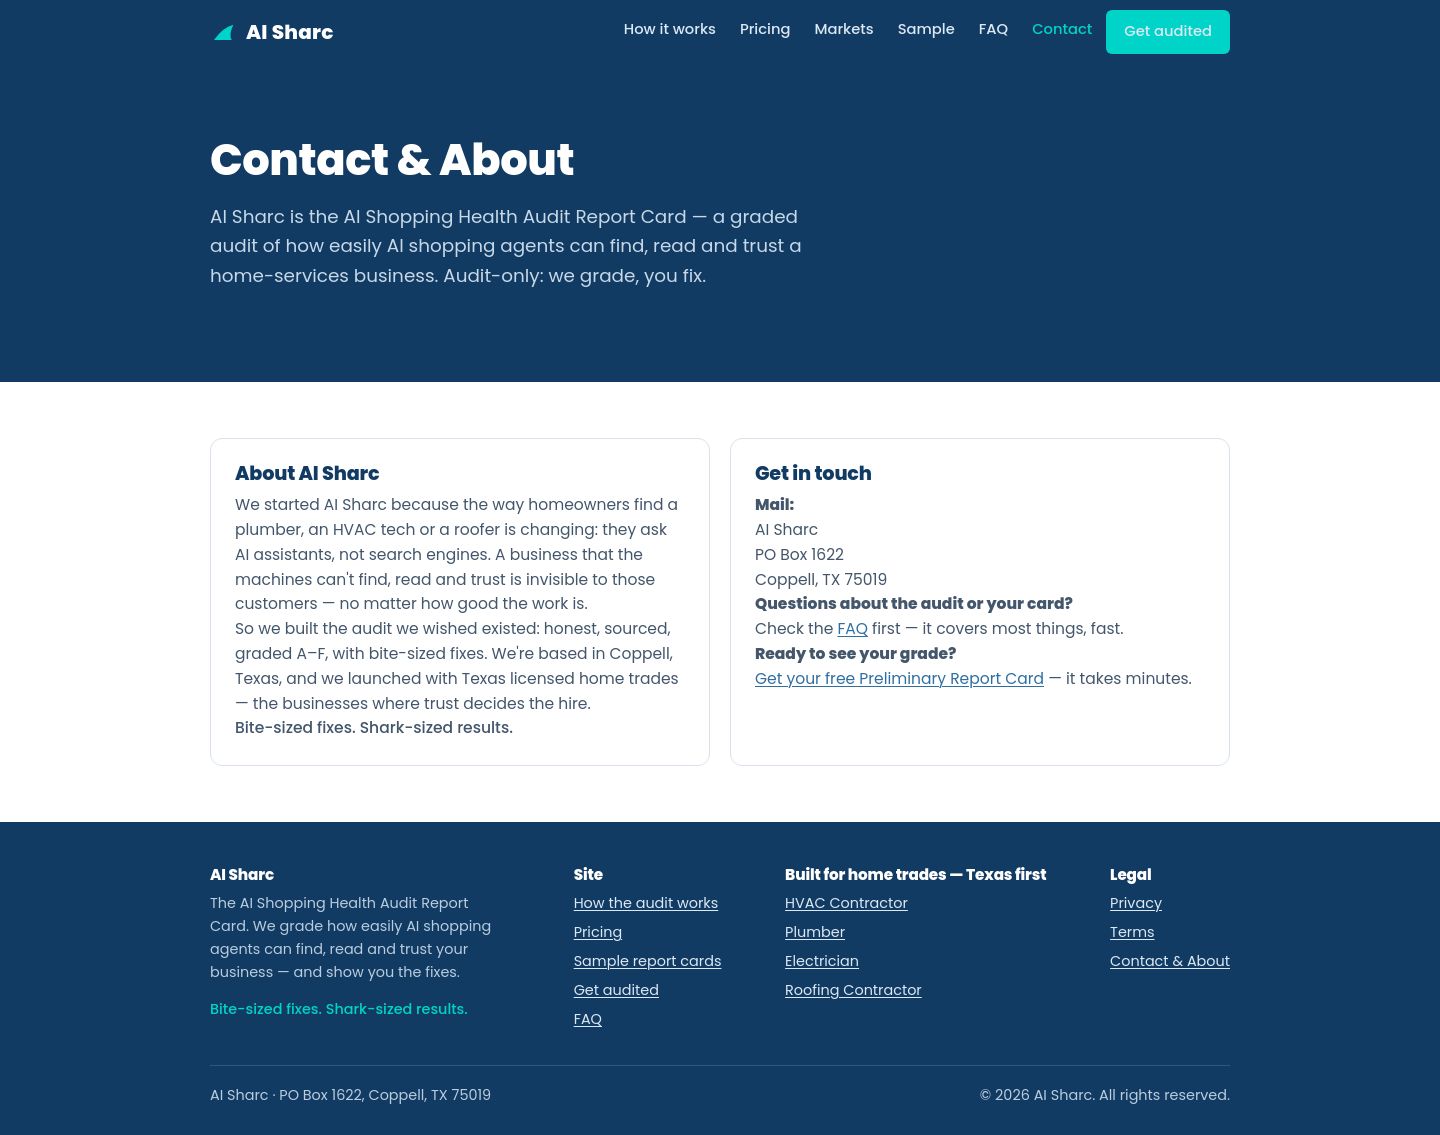 AI Sharc
How it works
Pricing
Markets
Sample
FAQ
Contact
Get audited
Contact & About
AI Sharc is the AI Shopping Health Audit Report Card — a graded
audit of how easily AI shopping agents can find, read and trust a
home-services business. Audit-only: we grade, you fix.
About AI Sharc
We started AI Sharc because the way homeowners find a
plumber, an HVAC tech or a roofer is changing: they ask
AI assistants, not search engines. A business that the
machines can't find, read and trust is invisible to those
customers — no matter how good the work is.
So we built the audit we wished existed: honest, sourced,
graded A–F, with bite-sized fixes. We're based in Coppell,
Texas, and we launched with Texas licensed home trades
— the businesses where trust decides the hire.
Bite-sized fixes. Shark-sized results.
Get in touch
Mail:
AI Sharc
PO Box 1622
Coppell, TX 75019
Questions about the audit or your card?
Check the FAQ first — it covers most things, fast.
Ready to see your grade?
Get your free Preliminary Report Card — it takes minutes.
AI Sharc
The AI Shopping Health Audit Report
Card. We grade how easily AI shopping
agents can find, read and trust your
business — and show you the fixes.
Bite-sized fixes. Shark-sized results.
Site
How the audit works
Pricing
Sample report cards
Get audited
FAQ
Built for home trades — Texas first
HVAC Contractor
Plumber
Electrician
Roofing Contractor
Legal
Privacy
Terms
Contact & About
AI Sharc · PO Box 1622, Coppell, TX 75019
© 2026 AI Sharc. All rights reserved.